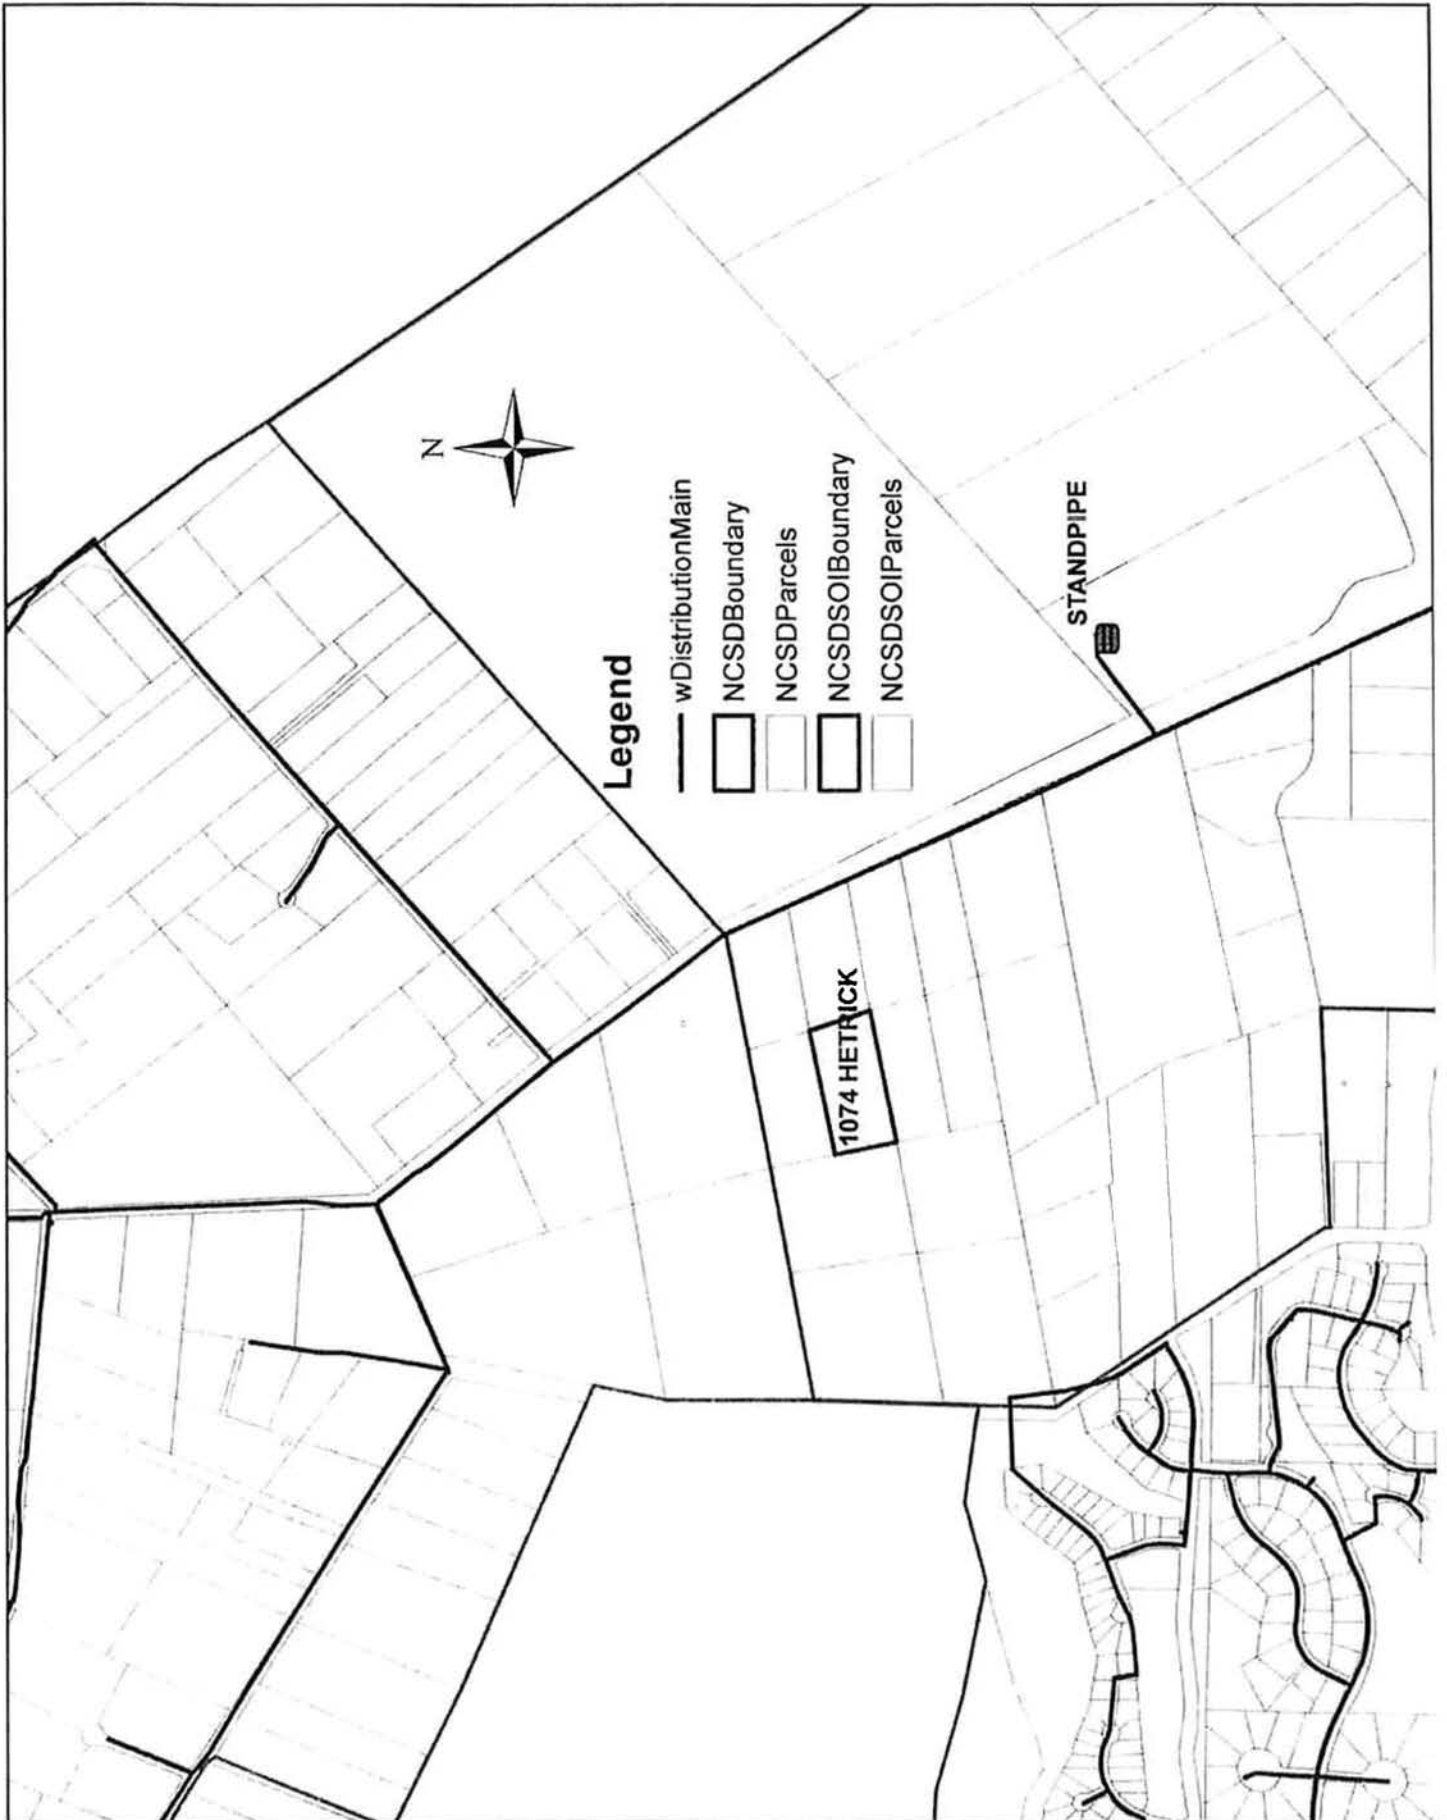 N
Legend
wDistributionMain
NCSDBoundary
NCSDParcels
NCSDSOIBoundary
NCSDSOIParcels
STANDPIPE
1074 HETRICK